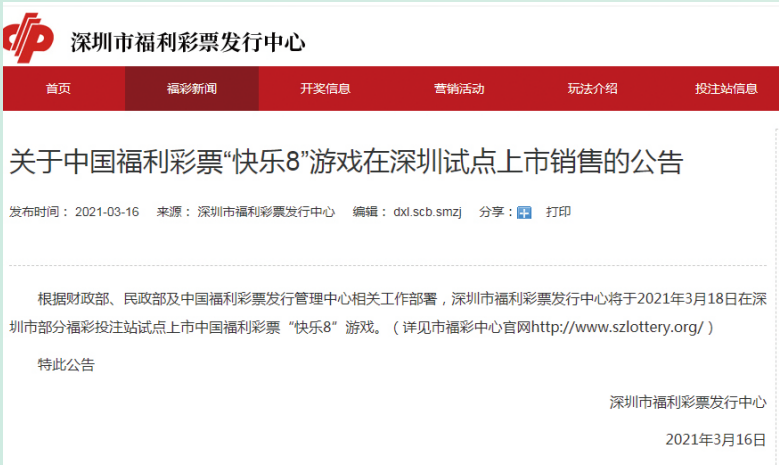 深圳市福利彩票发行中心
首页 福彩新闻 开奖信息 营销活动 玩法介绍 投注站信息
关于中国福利彩票“快乐8”游戏在深圳试点上市销售的公告
发布时间： 2021-03-16 来源： 深圳市福利彩票发行中心 编辑： dxl.scb.smzj 分享： 打印
根据财政部、民政部及中国福利彩票发行管理中心相关工作部署，深圳市福利彩票发行中心将于2021年3月18日在深
圳市部分福彩投注站试点上市中国福利彩票“快乐8”游戏。（详见市福彩中心官网http://www.szlottery.org/ ）
特此公告
深圳市福利彩票发行中心
2021年3月16日